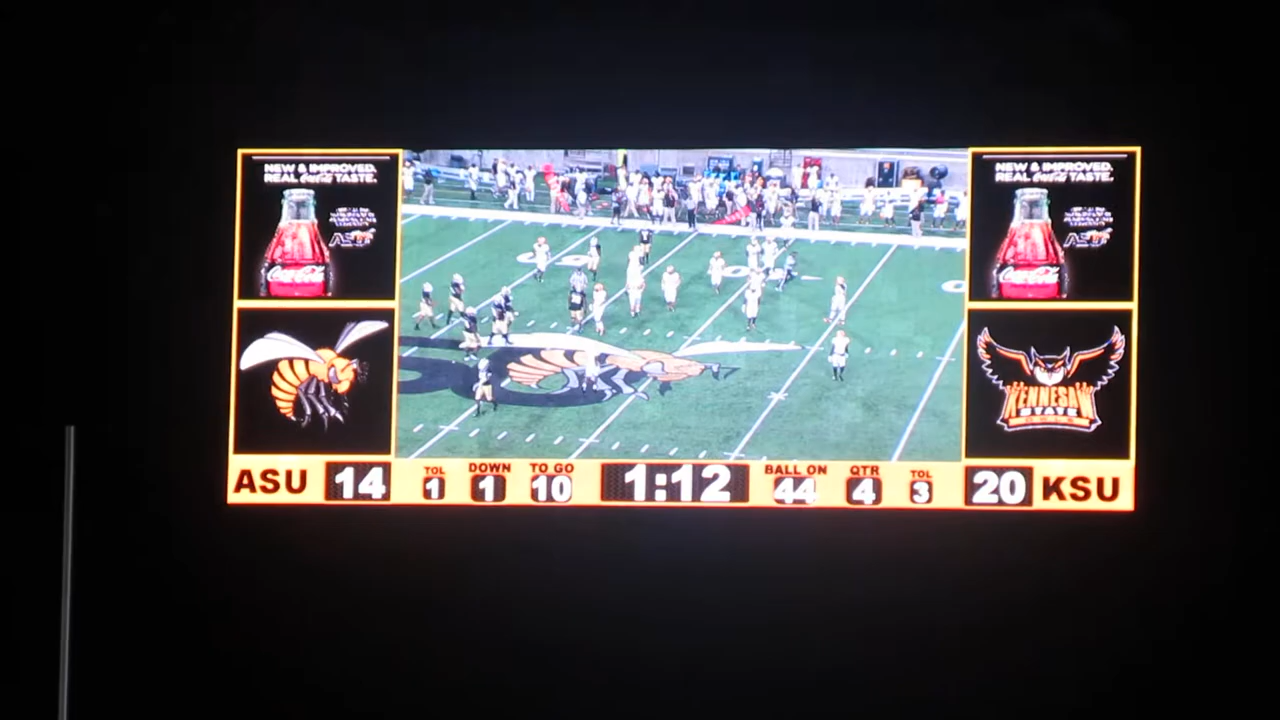 NEW & IMPROVED.
REAL Coca-Cola TASTE.
Coca-Cola
ASU
NEW & IMPROVED.
REAL Coca-Cola TASTE.
Coca-Cola
ASU
KENNESAW
STATE
ASU 14
TOL
1
DOWN
1
TO GO
10
1:12
BALL ON
44
QTR
4
TOL
3
20 KSU